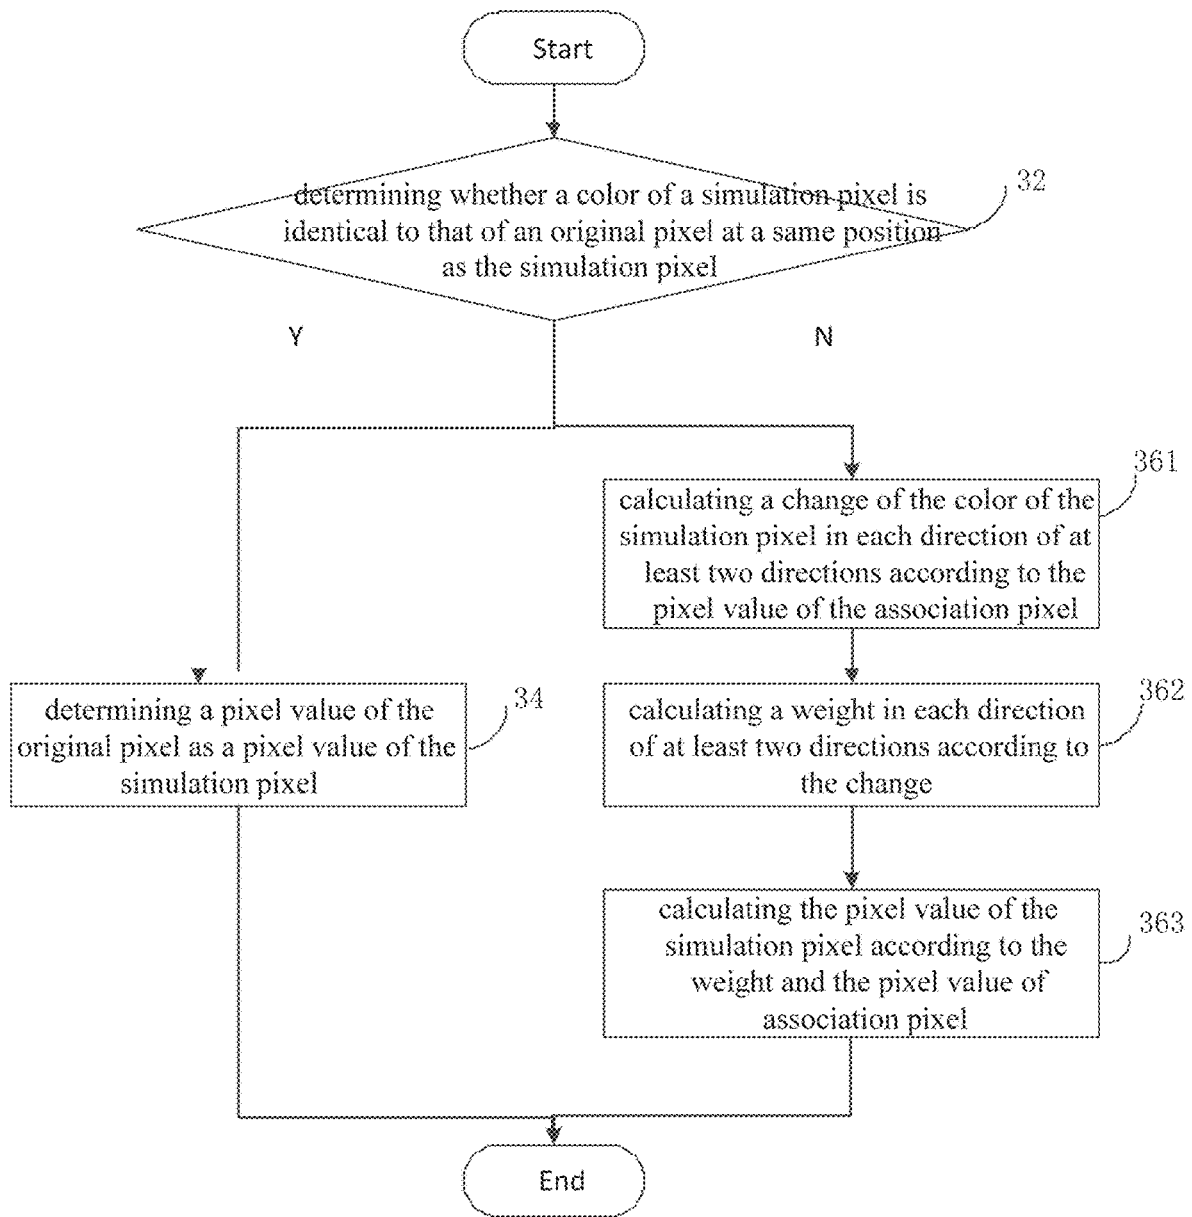 Start
determining whether a color of a simulation pixel is
identical to that of an original pixel at a same position
as the simulation pixel
32
Y
N
calculating a change of the color of the
simulation pixel in each direction of at
least two directions according to the
pixel value of the association pixel
361
determining a pixel value of the
original pixel as a pixel value of the
simulation pixel
34
calculating a weight in each direction
of at least two directions according to
the change
362
calculating the pixel value of the
simulation pixel according to the
weight and the pixel value of
association pixel
363
End